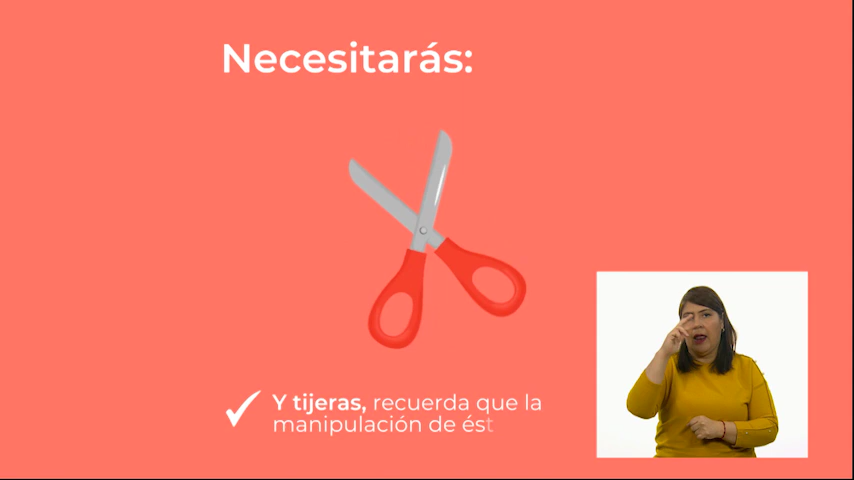 Necesitarás:
Y tijeras, recuerda que la
manipulación de ést